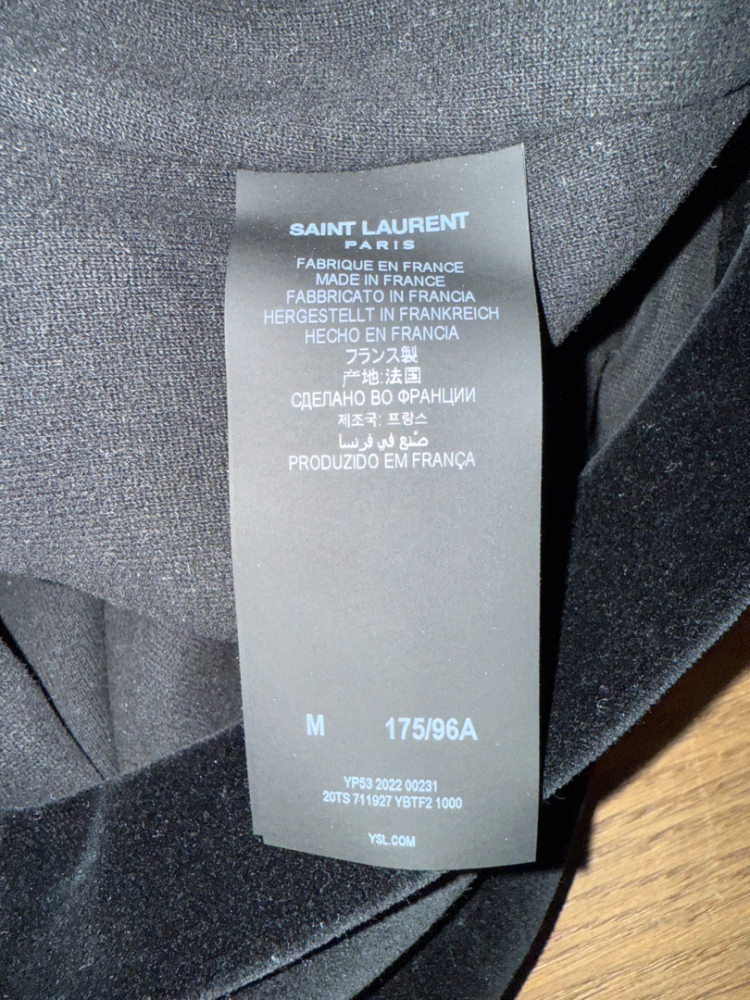 SAINT LAURENT
PARIS
FABRIQUE EN FRANCE
MADE IN FRANCE
FABBRICATO IN FRANCIA
HERGESTELLT IN FRANKREICH
HECHO EN FRANCIA
フランス製
产地:法国
СДЕЛАНО ВО ФРАНЦИИ
제조국: 프랑스
صُنع في فرنسا
PRODUZIDO EM FRANÇA
M 175/96A
YP53 2022 00231
20TS 711927 YBTF2 1000
YSL.COM